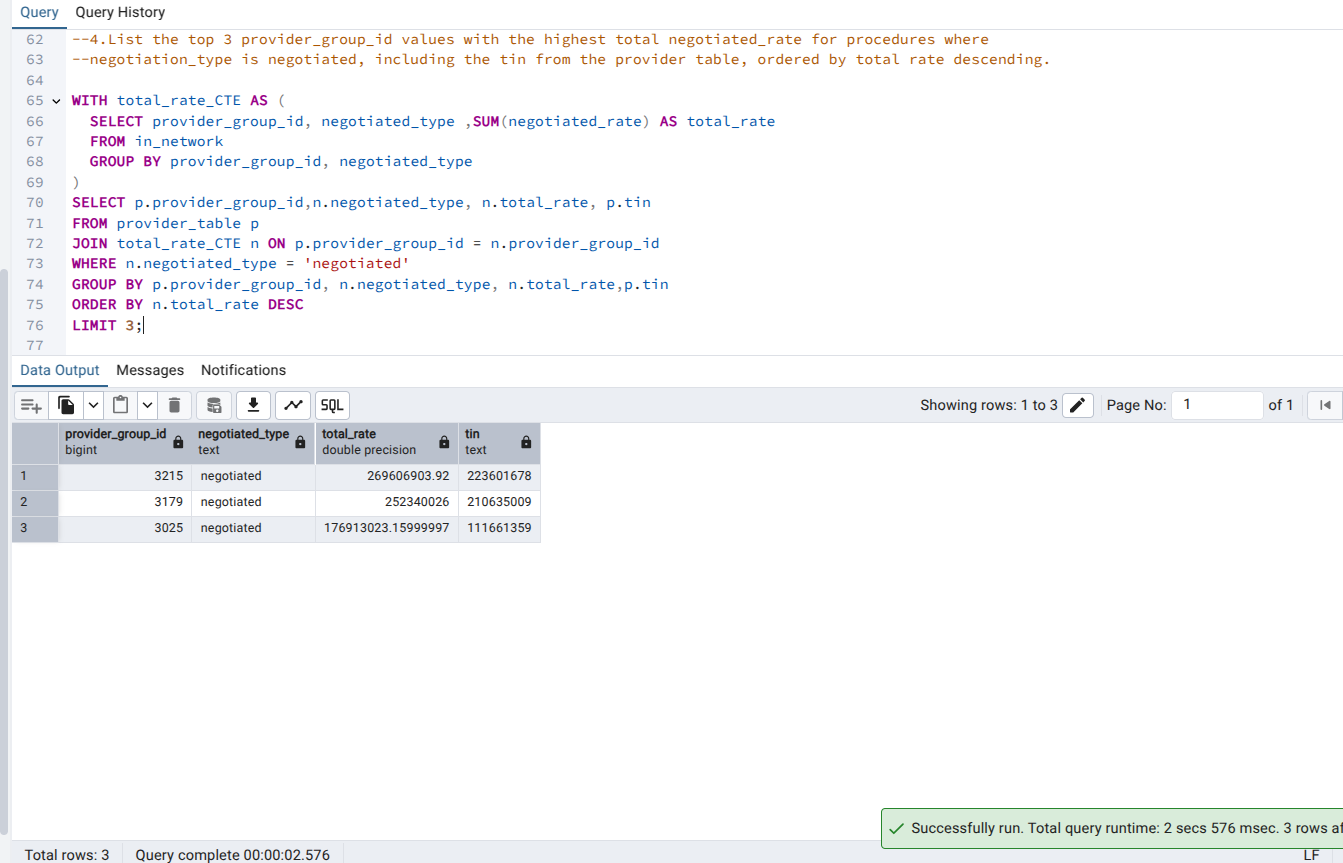 Query Query History
62 --4.List the top 3 provider_group_id values with the highest total negotiated_rate for procedures where
63 --negotiation_type is negotiated, including the tin from the provider table, ordered by total rate descending.
64
65 WITH total_rate_CTE AS (
66 SELECT provider_group_id, negotiated_type ,SUM(negotiated_rate) AS total_rate
67 FROM in_network
68 GROUP BY provider_group_id, negotiated_type
69 )
70 SELECT p.provider_group_id,n.negotiated_type, n.total_rate, p.tin
71 FROM provider_table p
72 JOIN total_rate_CTE n ON p.provider_group_id = n.provider_group_id
73 WHERE n.negotiated_type = 'negotiated'
74 GROUP BY p.provider_group_id, n.negotiated_type, n.total_rate,p.tin
75 ORDER BY n.total_rate DESC
76 LIMIT 3;
77
Data Output Messages Notifications
SQL Showing rows: 1 to 3 Page No: 1 of 1
provider_group_id negotiated_type total_rate tin
bigint text double precision text
1 3215 negotiated 269606903.92 223601678
2 3179 negotiated 252340026 210635009
3 3025 negotiated 176913023.15999997 111661359
Successfully run. Total query runtime: 2 secs 576 msec. 3 rows af
Total rows: 3 Query complete 00:00:02.576 LF